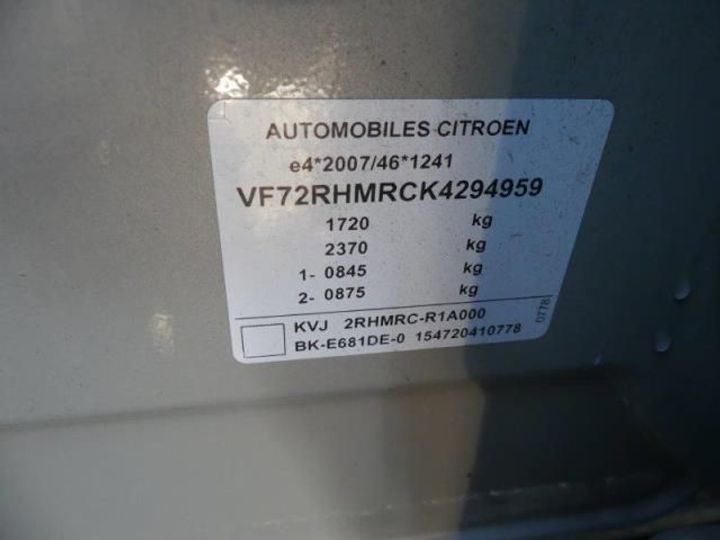 AUTOMOBILES CITROEN
e4*2007/46*1241
VF72RHMRCK4294959
1720 kg
2370 kg
1- 0845 kg
2- 0875 kg
KVJ 2RHMRC-R1A000
BK-E681DE-0 154720410778
0778